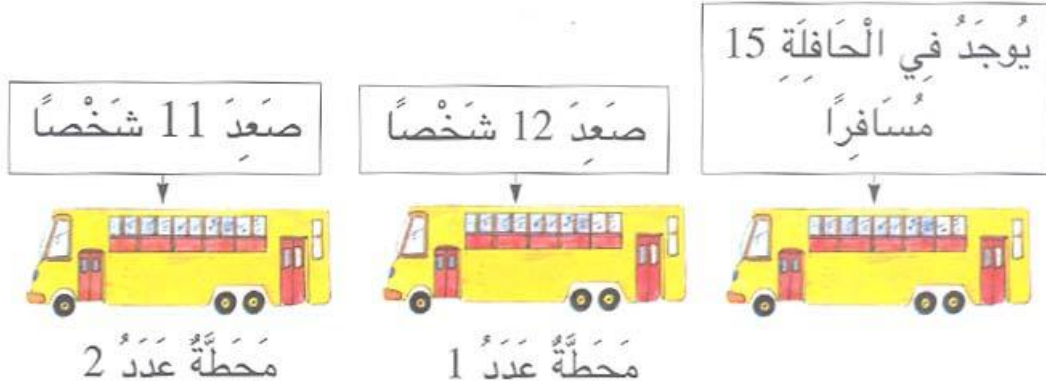 يُوجَدُ فِي الْحَافِلَةِ 15
مُسَافِرًا
صَعِدَ 12 شَخْصًا
صَعِدَ 11 شَخْصًا
مَحَطَّةٌ عَدَدُ 1
مَحَطَّةٌ عَدَدُ 2